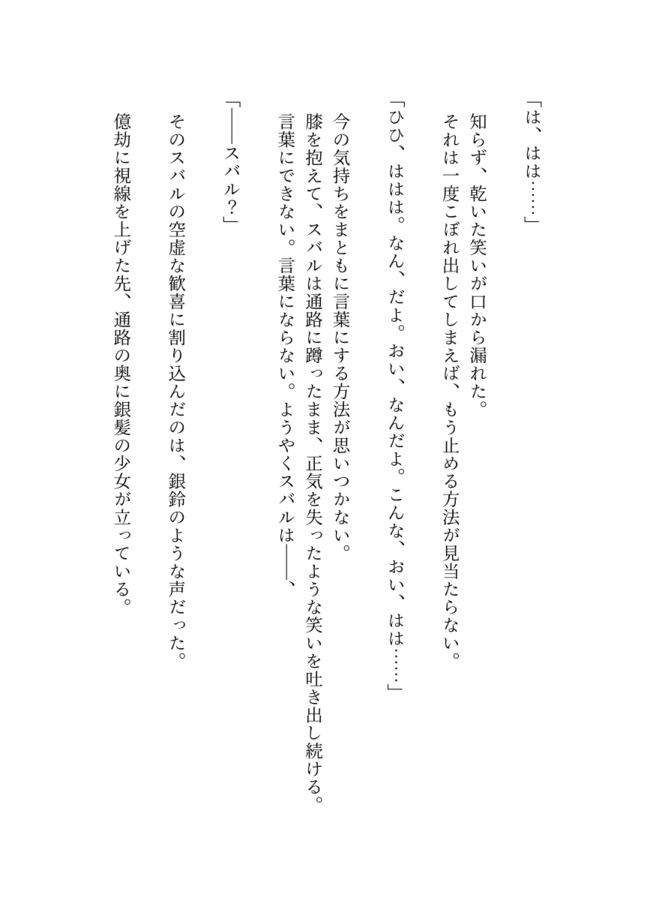 「は、はは……」
知らず、乾いた笑いが口から漏れた。
それは一度こぼれ出してしまえば、もう止める方法が見当たらない。
「ひひ、ははは。なん、だよ。おい、なんだよ。こんな、おい、はは……」
今の気持ちをまともに言葉にする方法が思いつかない。
膝を抱えて、スバルは通路に蹲ったまま、正気を失ったような笑いを吐き出し続ける。
言葉にできない。言葉にならない。ようやくスバルは――、
「――スバル？」
そのスバルの空虚な歓喜に割り込んだのは、銀鈴のような声だった。
億劫に視線を上げた先、通路の奥に銀髪の少女が立っている。